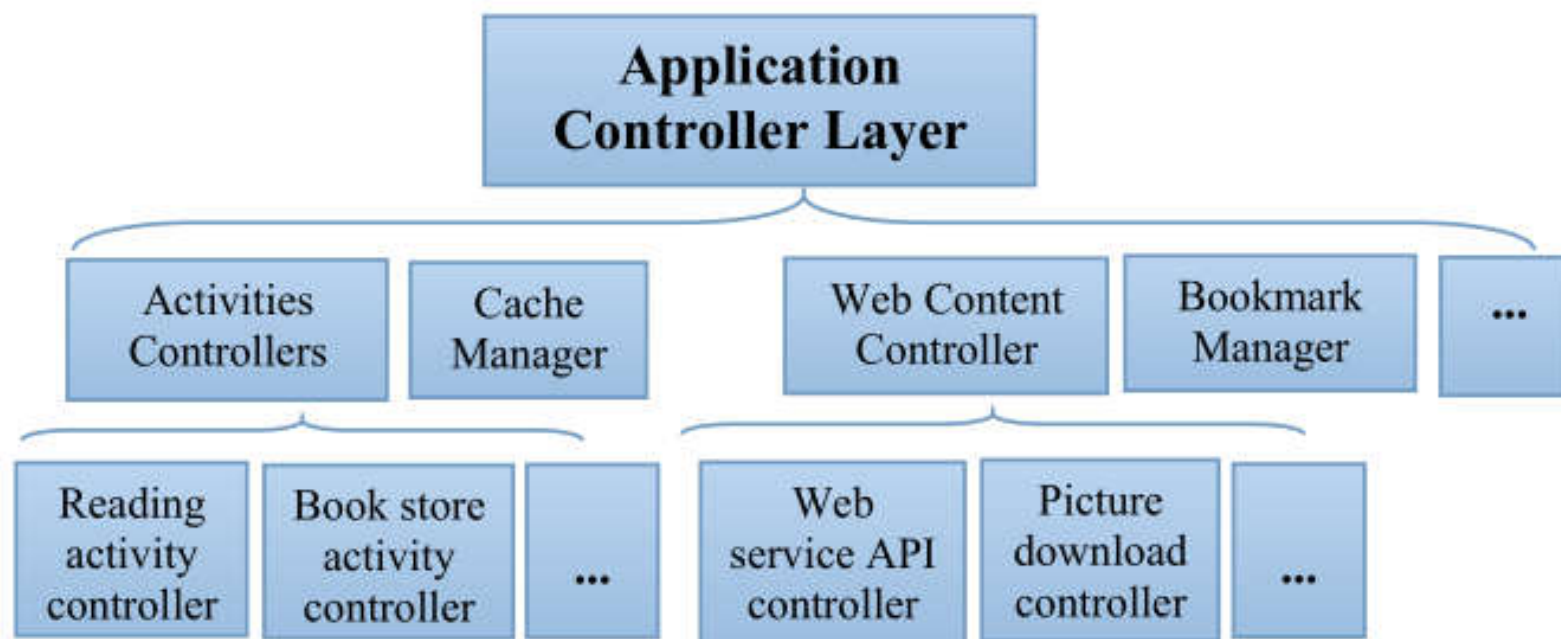 Application
Controller Layer
Activities
Controllers
Cache
Manager
Web Content
Controller
Bookmark
Manager
...
Reading
activity
controller
Book store
activity
controller
...
Web
service API
controller
Picture
download
controller
...